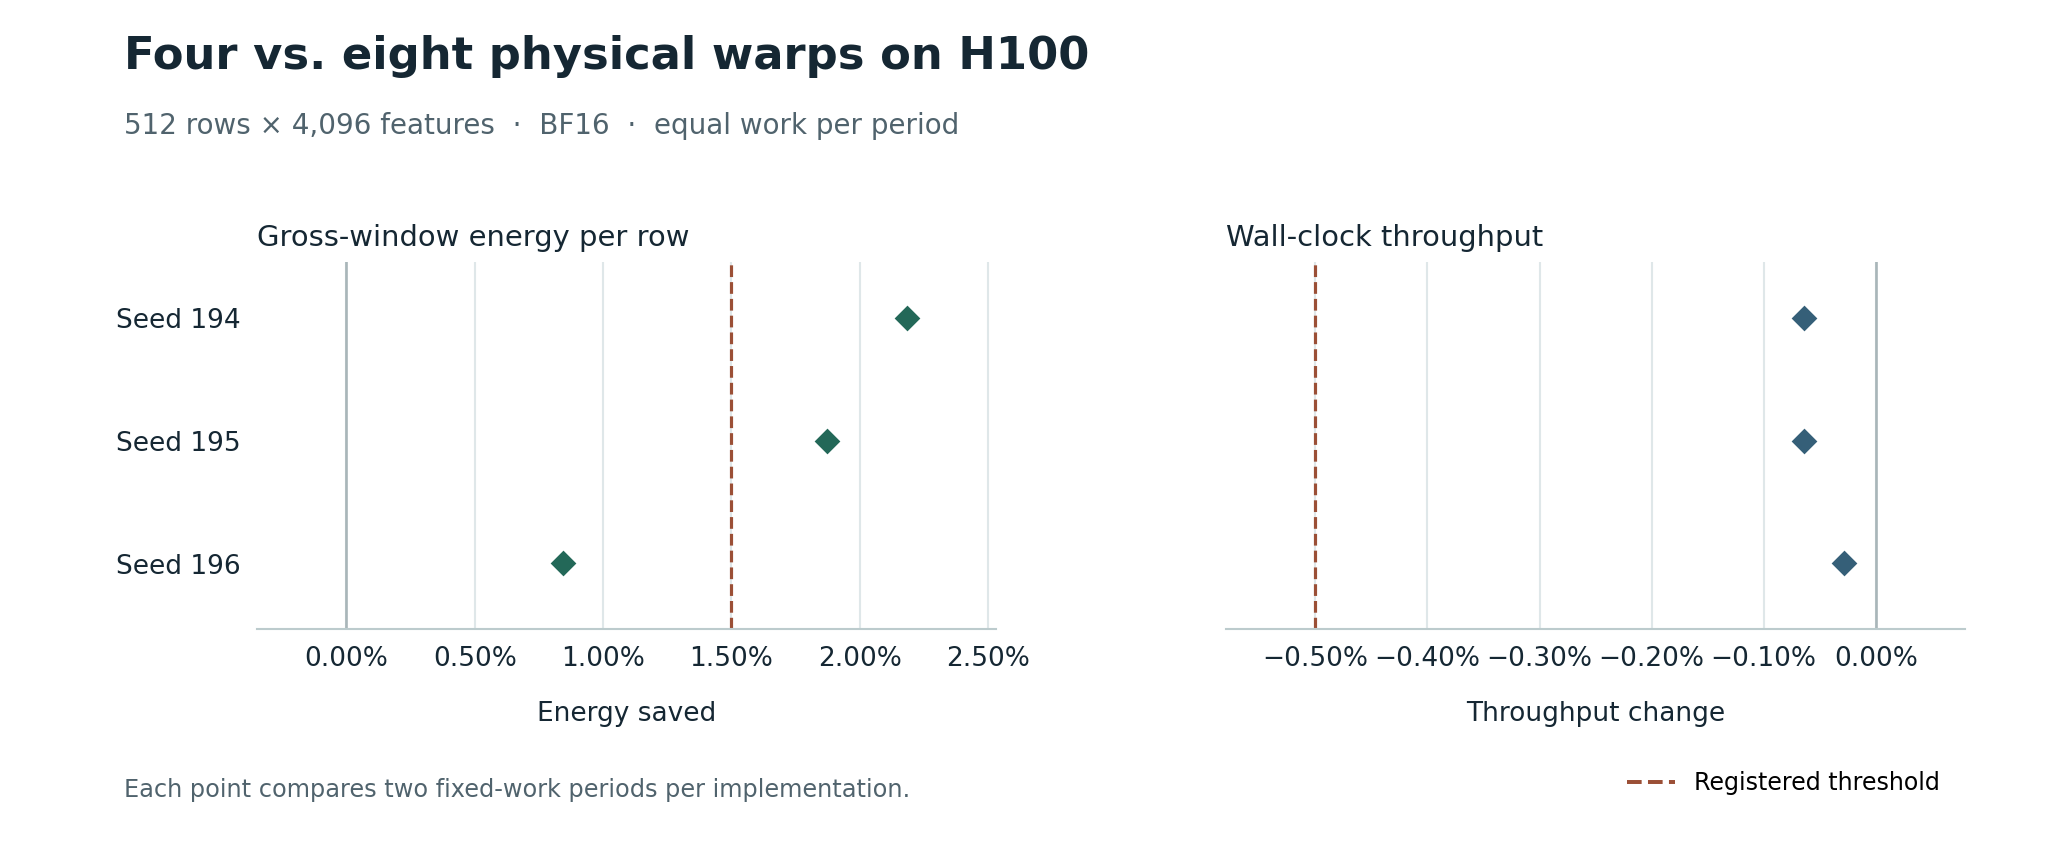 Four vs. eight physical warps on H100
512 rows × 4,096 features · BF16 · equal work per period
Gross-window energy per row
Seed 194
Seed 195
Seed 196
0.00% 0.50% 1.00% 1.50% 2.00% 2.50%
Energy saved
Wall-clock throughput
−0.50% −0.40% −0.30% −0.20% −0.10% 0.00%
Throughput change
Each point compares two fixed-work periods per implementation.
Registered threshold